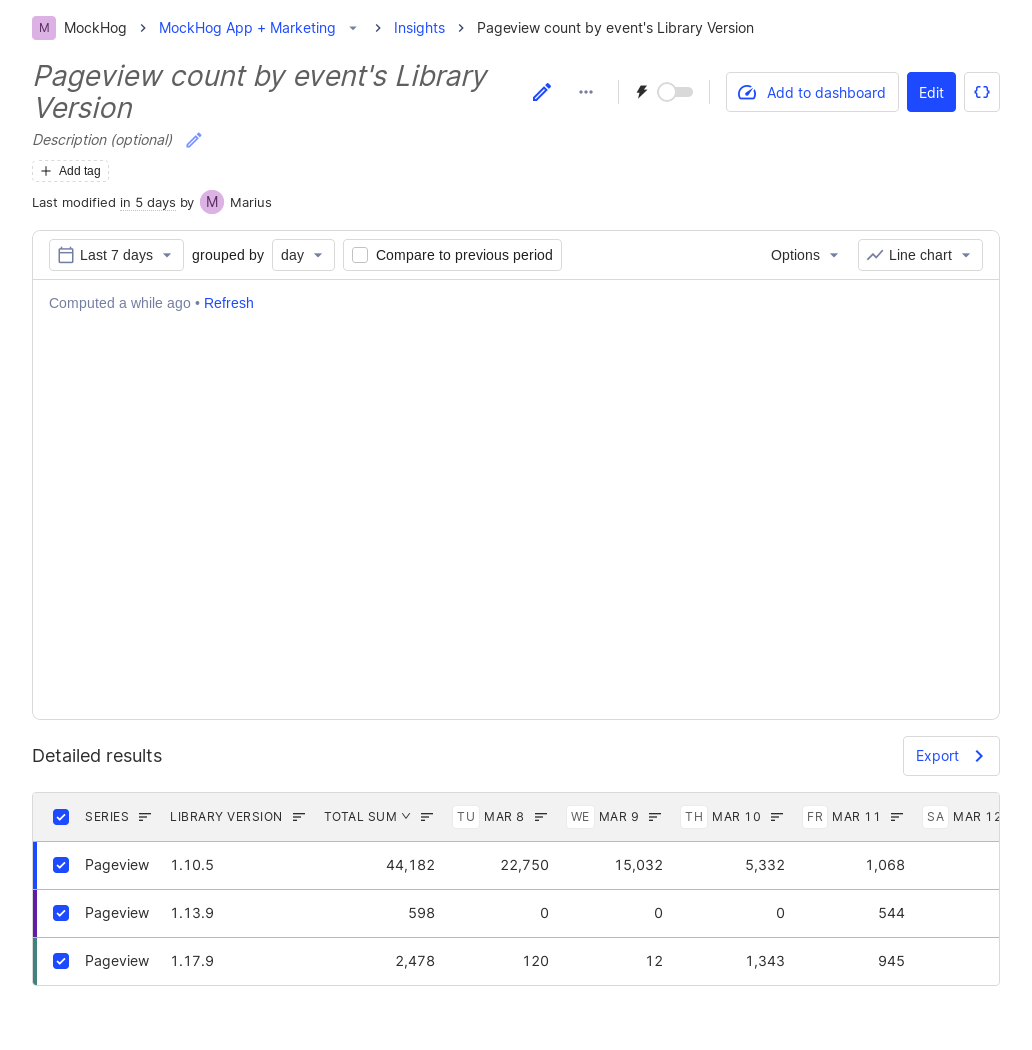 M MockHog MockHog App + Marketing Insights Pageview count by event's Library Version
Pageview count by event's Library
Version
Add to dashboard Edit
Description (optional)
Add tag
Last modified in 5 days by M Marius
Last 7 days grouped by day Compare to previous period Options Line chart
Computed a while ago • Refresh
Detailed results Export
SERIES LIBRARY VERSION TOTAL SUM TU MAR 8 WE MAR 9 TH MAR 10 FR MAR 11 SA MAR 12
Pageview 1.10.5 44,182 22,750 15,032 5,332 1,068
Pageview 1.13.9 598 0 0 0 544
Pageview 1.17.9 2,478 120 12 1,343 945